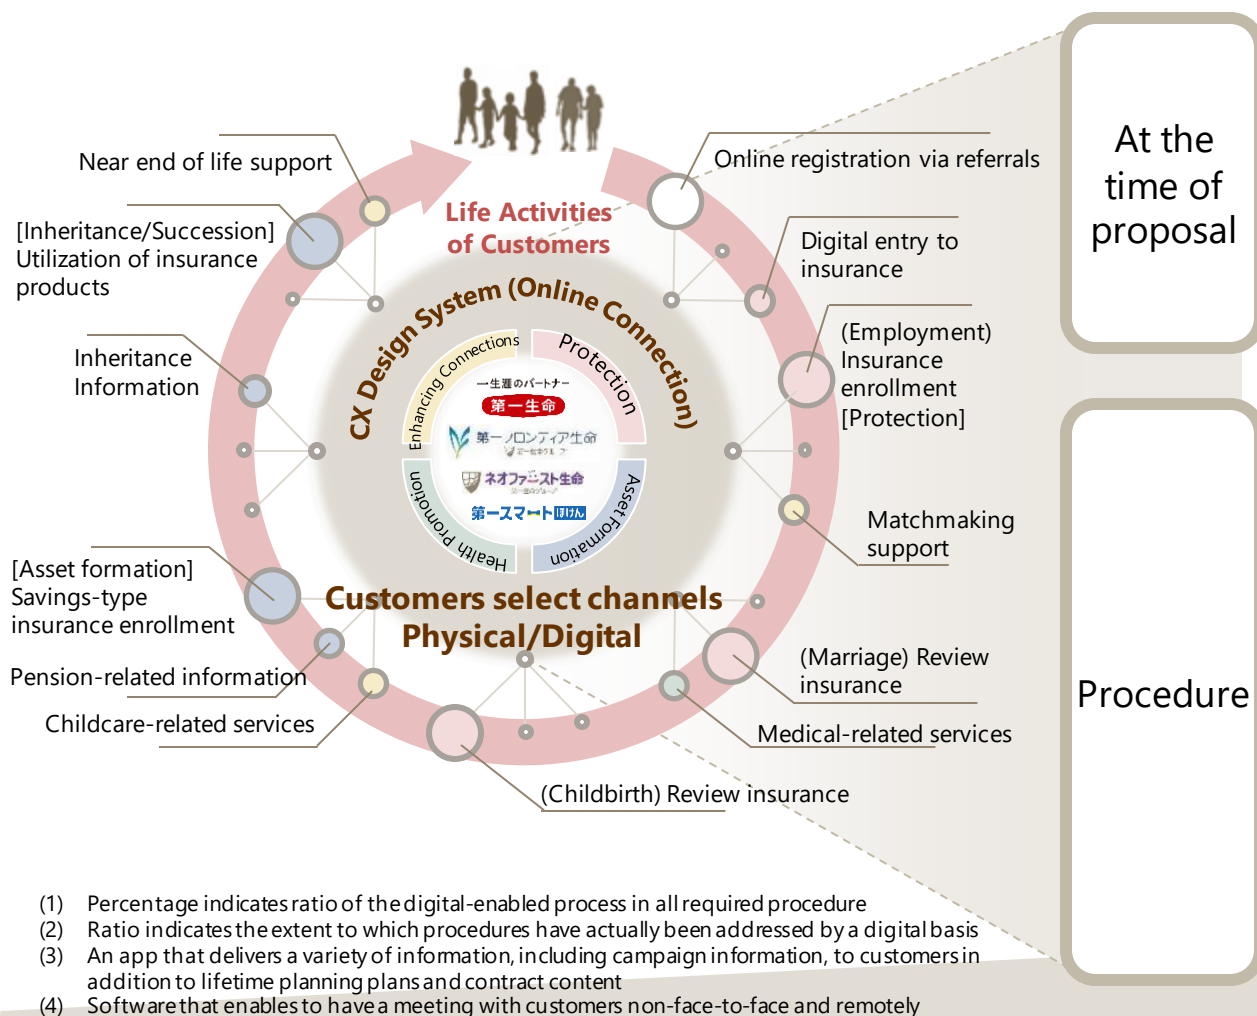 At the
time of
proposal
Near end of life support
Online registration via referrals
Life Activities
of Customers
[Inheritance/Succession]
Utilization of insurance
products
Digital entry to
insurance
CX Design System (Online Connection)
(Employment)
Insurance
enrollment
[Protection]
Inheritance
Information
Enhancing Connections
Protection
一生涯のパートナー
第一生命
第一フロンティア生命
ネオファースト生命
第一スマートほけん
Health Promotion
Asset Formation
Matchmaking
support
[Asset formation]
Savings-type
insurance enrollment
Customers select channels
Physical/Digital
Pension-related information
(Marriage) Review
insurance
Procedure
Childcare-related services
Medical-related services
(Childbirth) Review insurance
(1) Percentage indicates ratio of the digital-enabled process in all required procedure
(2) Ratio indicates the extent to which procedures have actually been addressed by a digital basis
(3) An app that delivers a variety of information, including campaign information, to customers in
addition to lifetime planning plans and contract content
(4) Software that enables to have a meeting with customers non-face-to-face and remotely